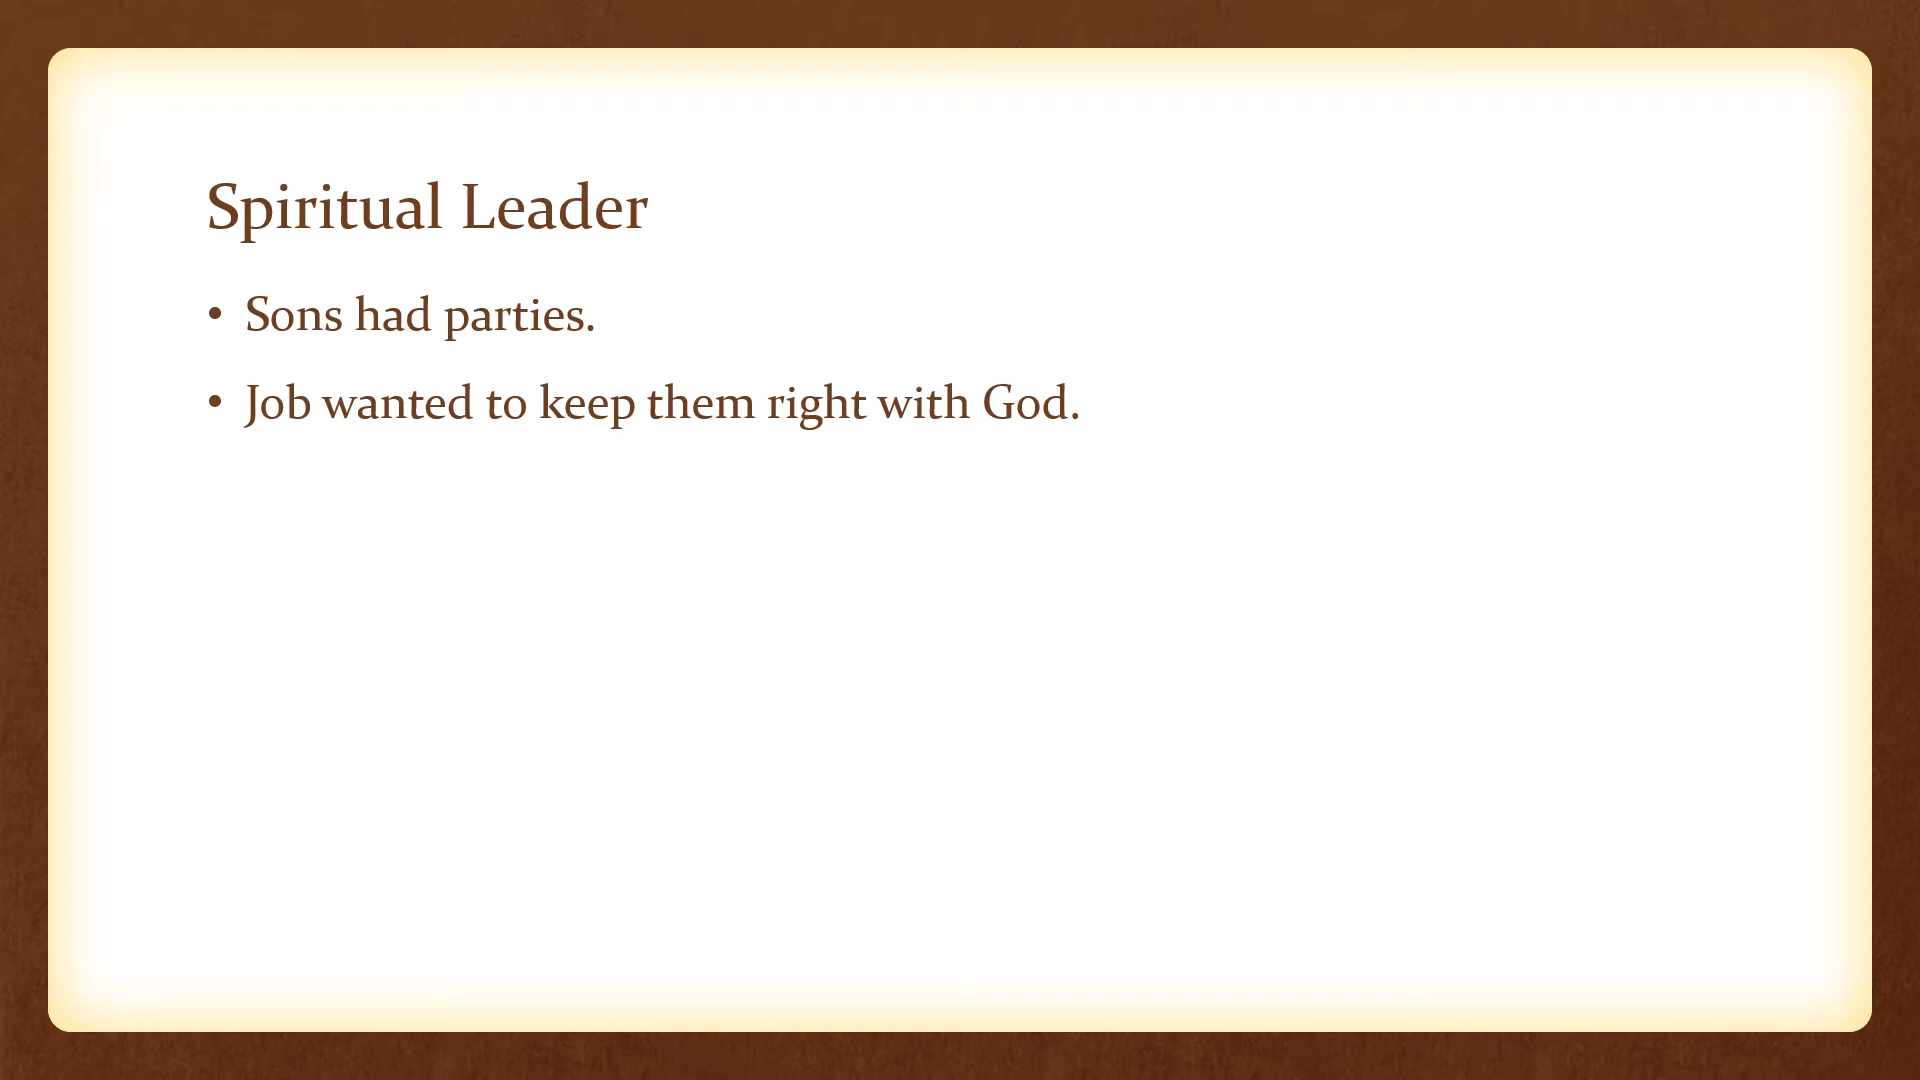 Spiritual Leader
• Sons had parties.
• Job wanted to keep them right with God.